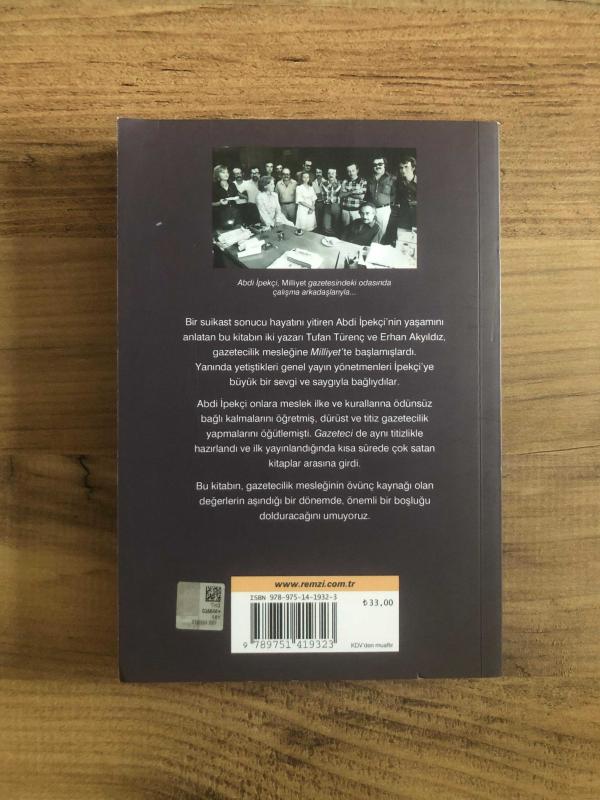 Abdi İpekçi, Milliyet gazetesindeki odasında
çalışma arkadaşlarıyla...
Bir suikast sonucu hayatını yitiren Abdi İpekçi'nin yaşamını
anlatan bu kitabın iki yazarı Tufan Türenç ve Erhan Akyıldız,
gazetecilik mesleğine Milliyet'te başlamışlardı.
Yanında yetiştikleri genel yayın yönetmenleri İpekçi'ye
büyük bir sevgi ve saygıyla bağlıydılar.
Abdi İpekçi onlara meslek ilke ve kurallarına ödünsüz
bağlı kalmalarını öğretmiş, dürüst ve titiz gazetecilik
yapmalarını öğütlemişti. Gazeteci de aynı titizlikle
hazırlandı ve ilk yayınlandığında kısa sürede çok satan
kitaplar arasına girdi.
Bu kitabın, gazetecilik mesleğinin övünç kaynağı olan
değerlerin aşındığı bir dönemde, önemli bir boşluğu
dolduracağını umuyoruz.
www.remzi.com.tr
ISBN 978-975-14-1932-3
₺33,00
9 789751 419323
KDV'den muaftır